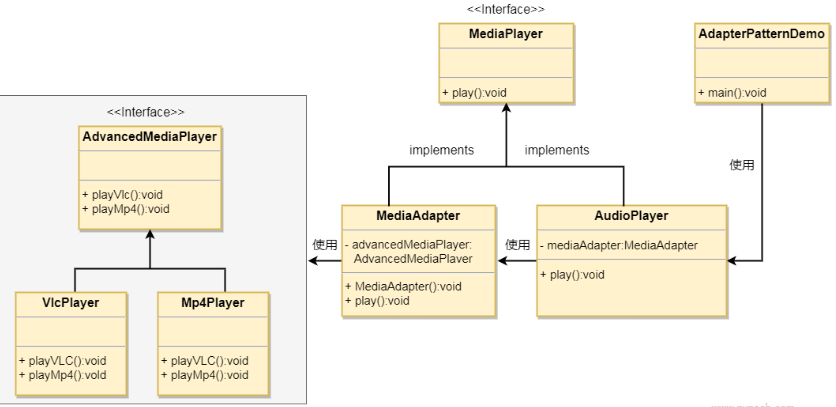 <<Interface>>
MediaPlayer
+ play():void
AdapterPatternDemo
+ main():void
<<Interface>>
AdvancedMediaPlayer
+ playVlc():void
+ playMp4():void
implements
implements
使用
MediaAdapter
- advancedMediaPlayer:
AdvancedMediaPlaver
+ MediaAdapter():void
+ play():void
AudioPlayer
- mediaAdapter:MediaAdapter
+ play():void
使用
使用
VlcPlayer
+ playVLC():void
+ playMp4():void
Mp4Player
+ playVLC():void
+ playMp4():void